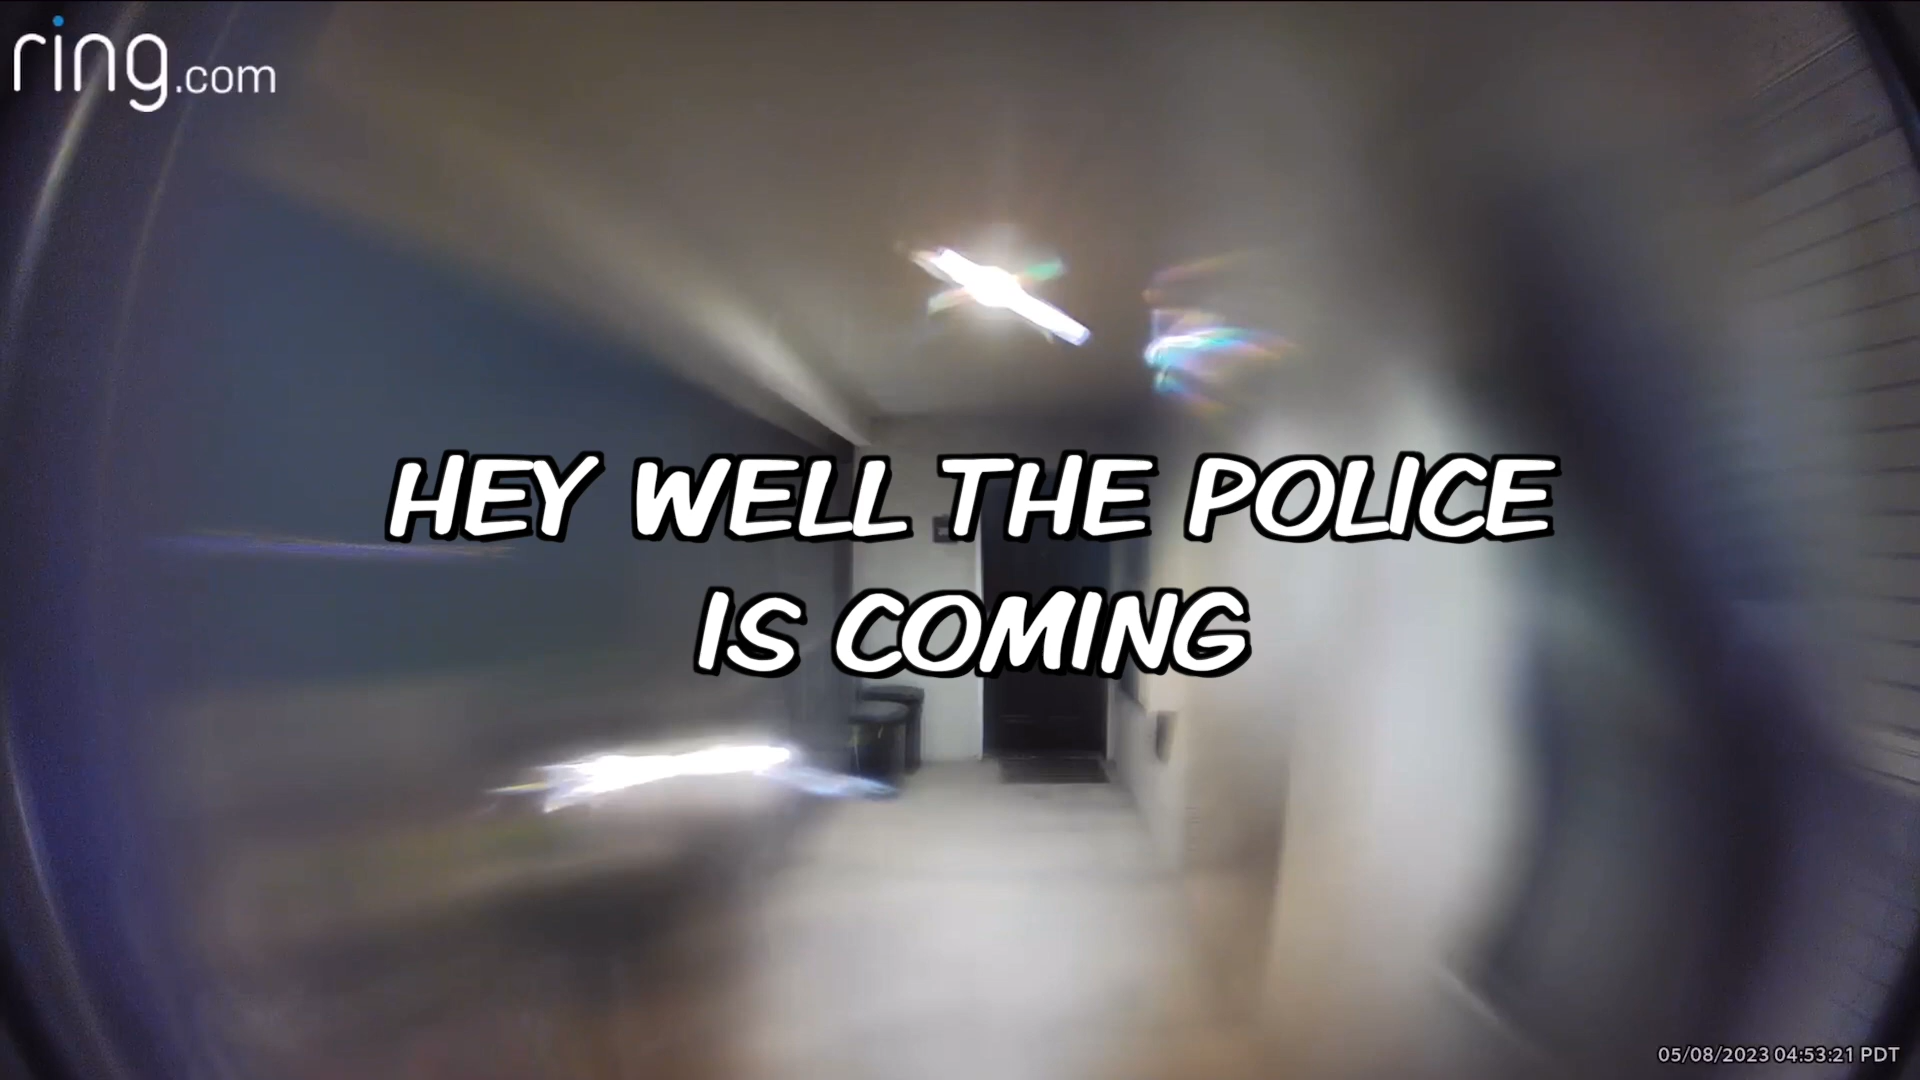 ring.com
HEY WELL THE POLICE
IS COMING
05/08/2023 04:53:21 PDT